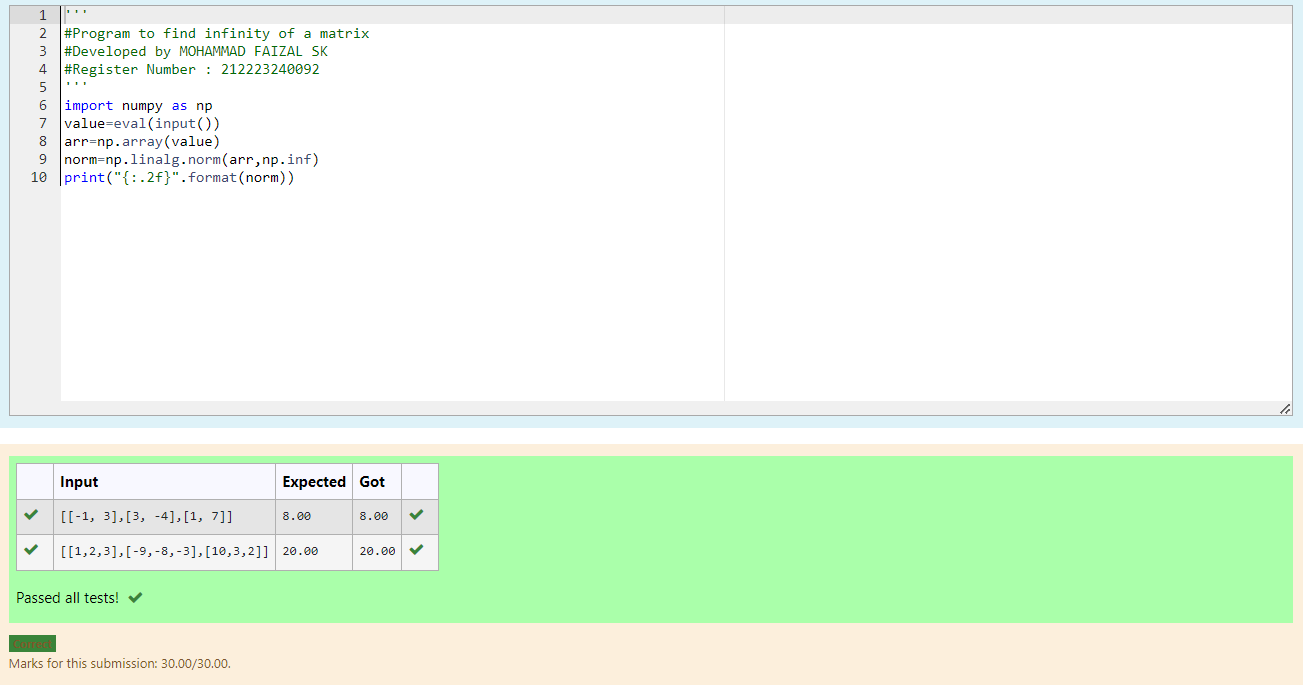 1 '''
2 #Program to find infinity of a matrix
3 #Developed by MOHAMMAD FAIZAL SK
4 #Register Number : 212223240092
5 '''
6 import numpy as np
7 value=eval(input())
8 arr=np.array(value)
9 norm=np.linalg.norm(arr,np.inf)
10 print("{:.2f}".format(norm))
Input Expected Got
[[-1, 3],[3, -4],[1, 7]] 8.00 8.00
[[1,2,3],[-9,-8,-3],[10,3,2]] 20.00 20.00
Passed all tests!
Correct
Marks for this submission: 30.00/30.00.